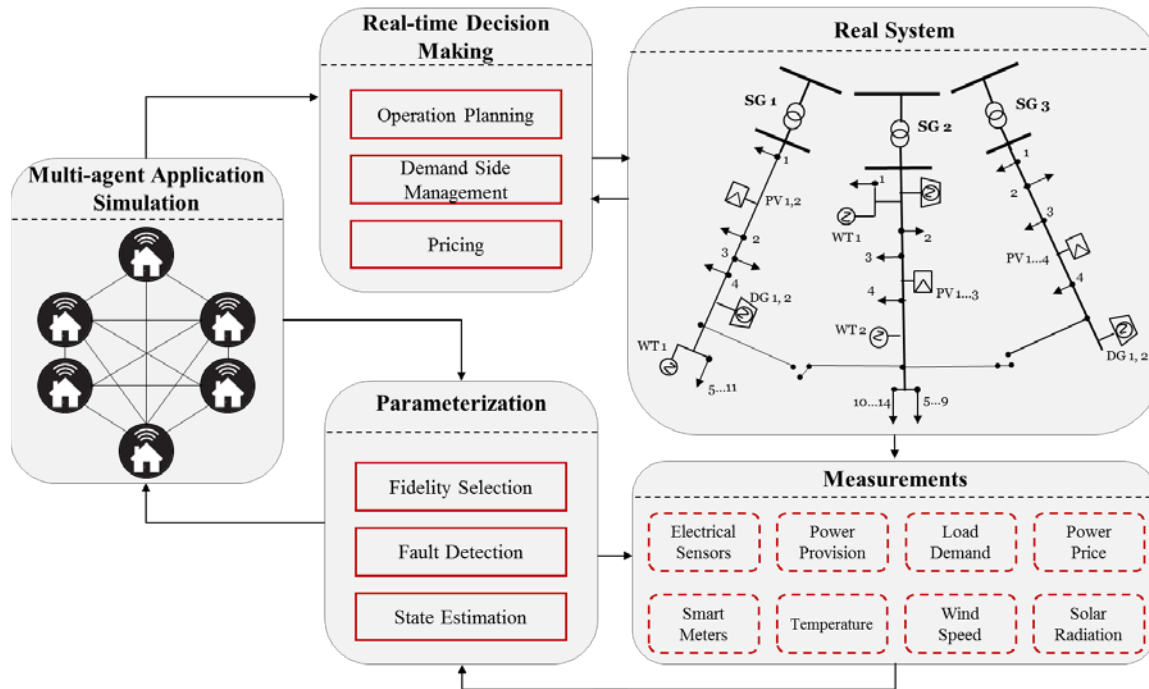 Real-time Decision
Making
Operation Planning
Demand Side
Management
Pricing
Multi-agent Application
Simulation
Parameterization
Fidelity Selection
Fault Detection
State Estimation
Real System
SG 1
1
PV 1,2
2
3
4
DG 1, 2
WT 1
5...11
SG 2
1
WT 1
2
3
4
PV 1...3
WT 2
10...14
5...9
SG 3
1
2
3
PV 1...4
4
DG 1, 2
Measurements
Electrical
Sensors
Power
Provision
Load
Demand
Power
Price
Smart
Meters
Temperature
Wind
Speed
Solar
Radiation